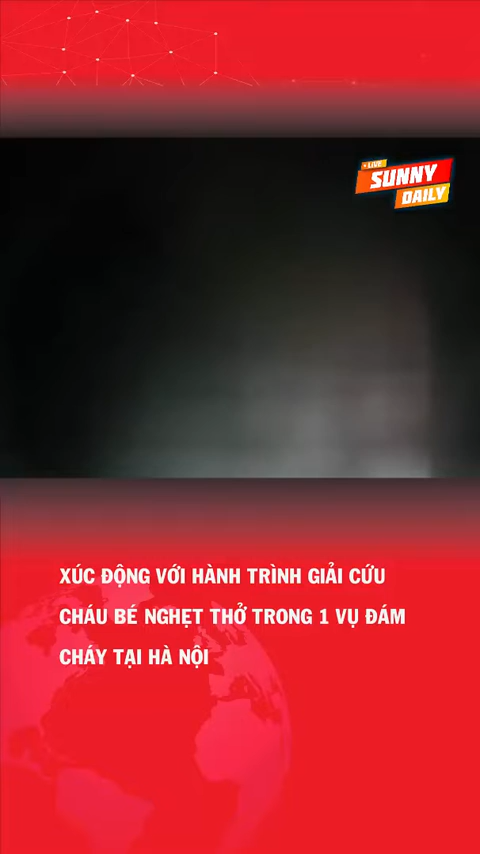 LIVE
SUNNY
DAILY
XÚC ĐỘNG VỚI HÀNH TRÌNH GIẢI CỨU
CHÁU BÉ NGHẸT THỞ TRONG 1 VỤ ĐÁM
CHÁY TẠI HÀ NỘI